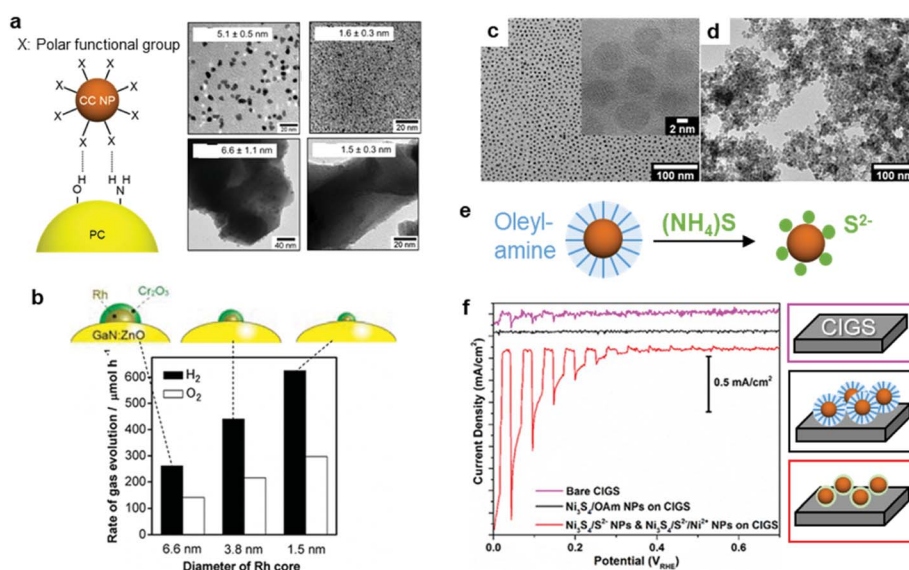 a
X: Polar functional group
X
X
X
X
X
X
X
X
CC NP
H
O
H
H
N
PC
5.1 ± 0.5 nm
20 nm
1.6 ± 0.3 nm
20 nm
6.6 ± 1.1 nm
40 nm
1.5 ± 0.3 nm
20 nm
b
Rh
Cr₂O₃
GaN:ZnO
H₂
O₂
Rate of gas evolution / μmol h⁻¹
600
500
400
300
200
100
0
6.6 nm
3.8 nm
1.5 nm
Diameter of Rh core
c
2 nm
100 nm
d
100 nm
e
Oleyl-
amine
(NH₄)S
S²⁻
f
Current Density (mA/cm²)
0.5 mA/cm²
Bare CIGS
Ni₃S₄/OAm NPs on CIGS
Ni₃S₄/S²⁻ NPs & Ni₃S₄/S²⁻/Ni²⁺ NPs on CIGS
0.0
0.2
0.4
0.6
Potential (V_RHE)
CIGS